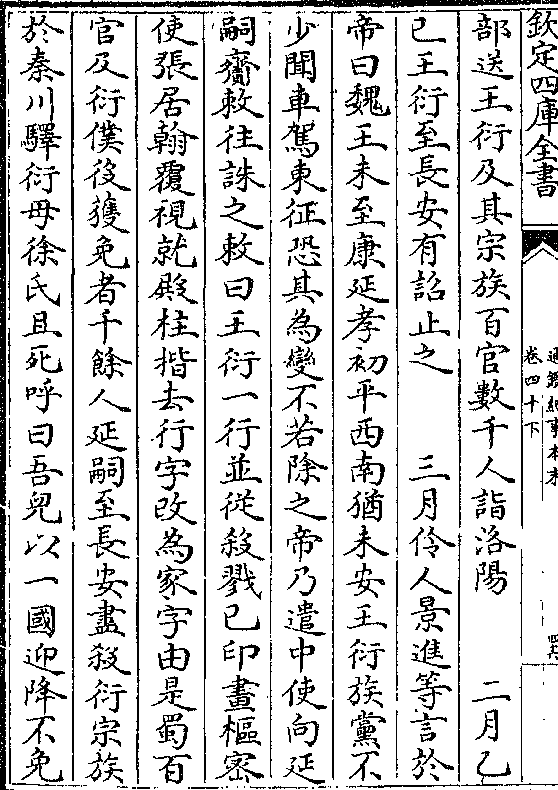 欽定四庫全書
通鑑紀事本末
卷四十下
部送王衍及其宗族百官數千人詣洛陽　　二月乙
已王衍至長安有詔止之　　三月伶人景進等言於
帝曰魏王未至康延孝初平西南猶未安王衍族黨不
少聞車駕東征恐其為變不若除之帝乃遣中使向延
嗣齎敕往誅之敕曰王衍一行並從殺戮已印畫樞密
使張居翰覆視就殿柱揩去行字改為家字由是蜀百
官及衍僕役獲免者千餘人延嗣至長安盡殺衍宗族
於秦川驛衍母徐氏且死呼曰吾兒以一國迎降不免